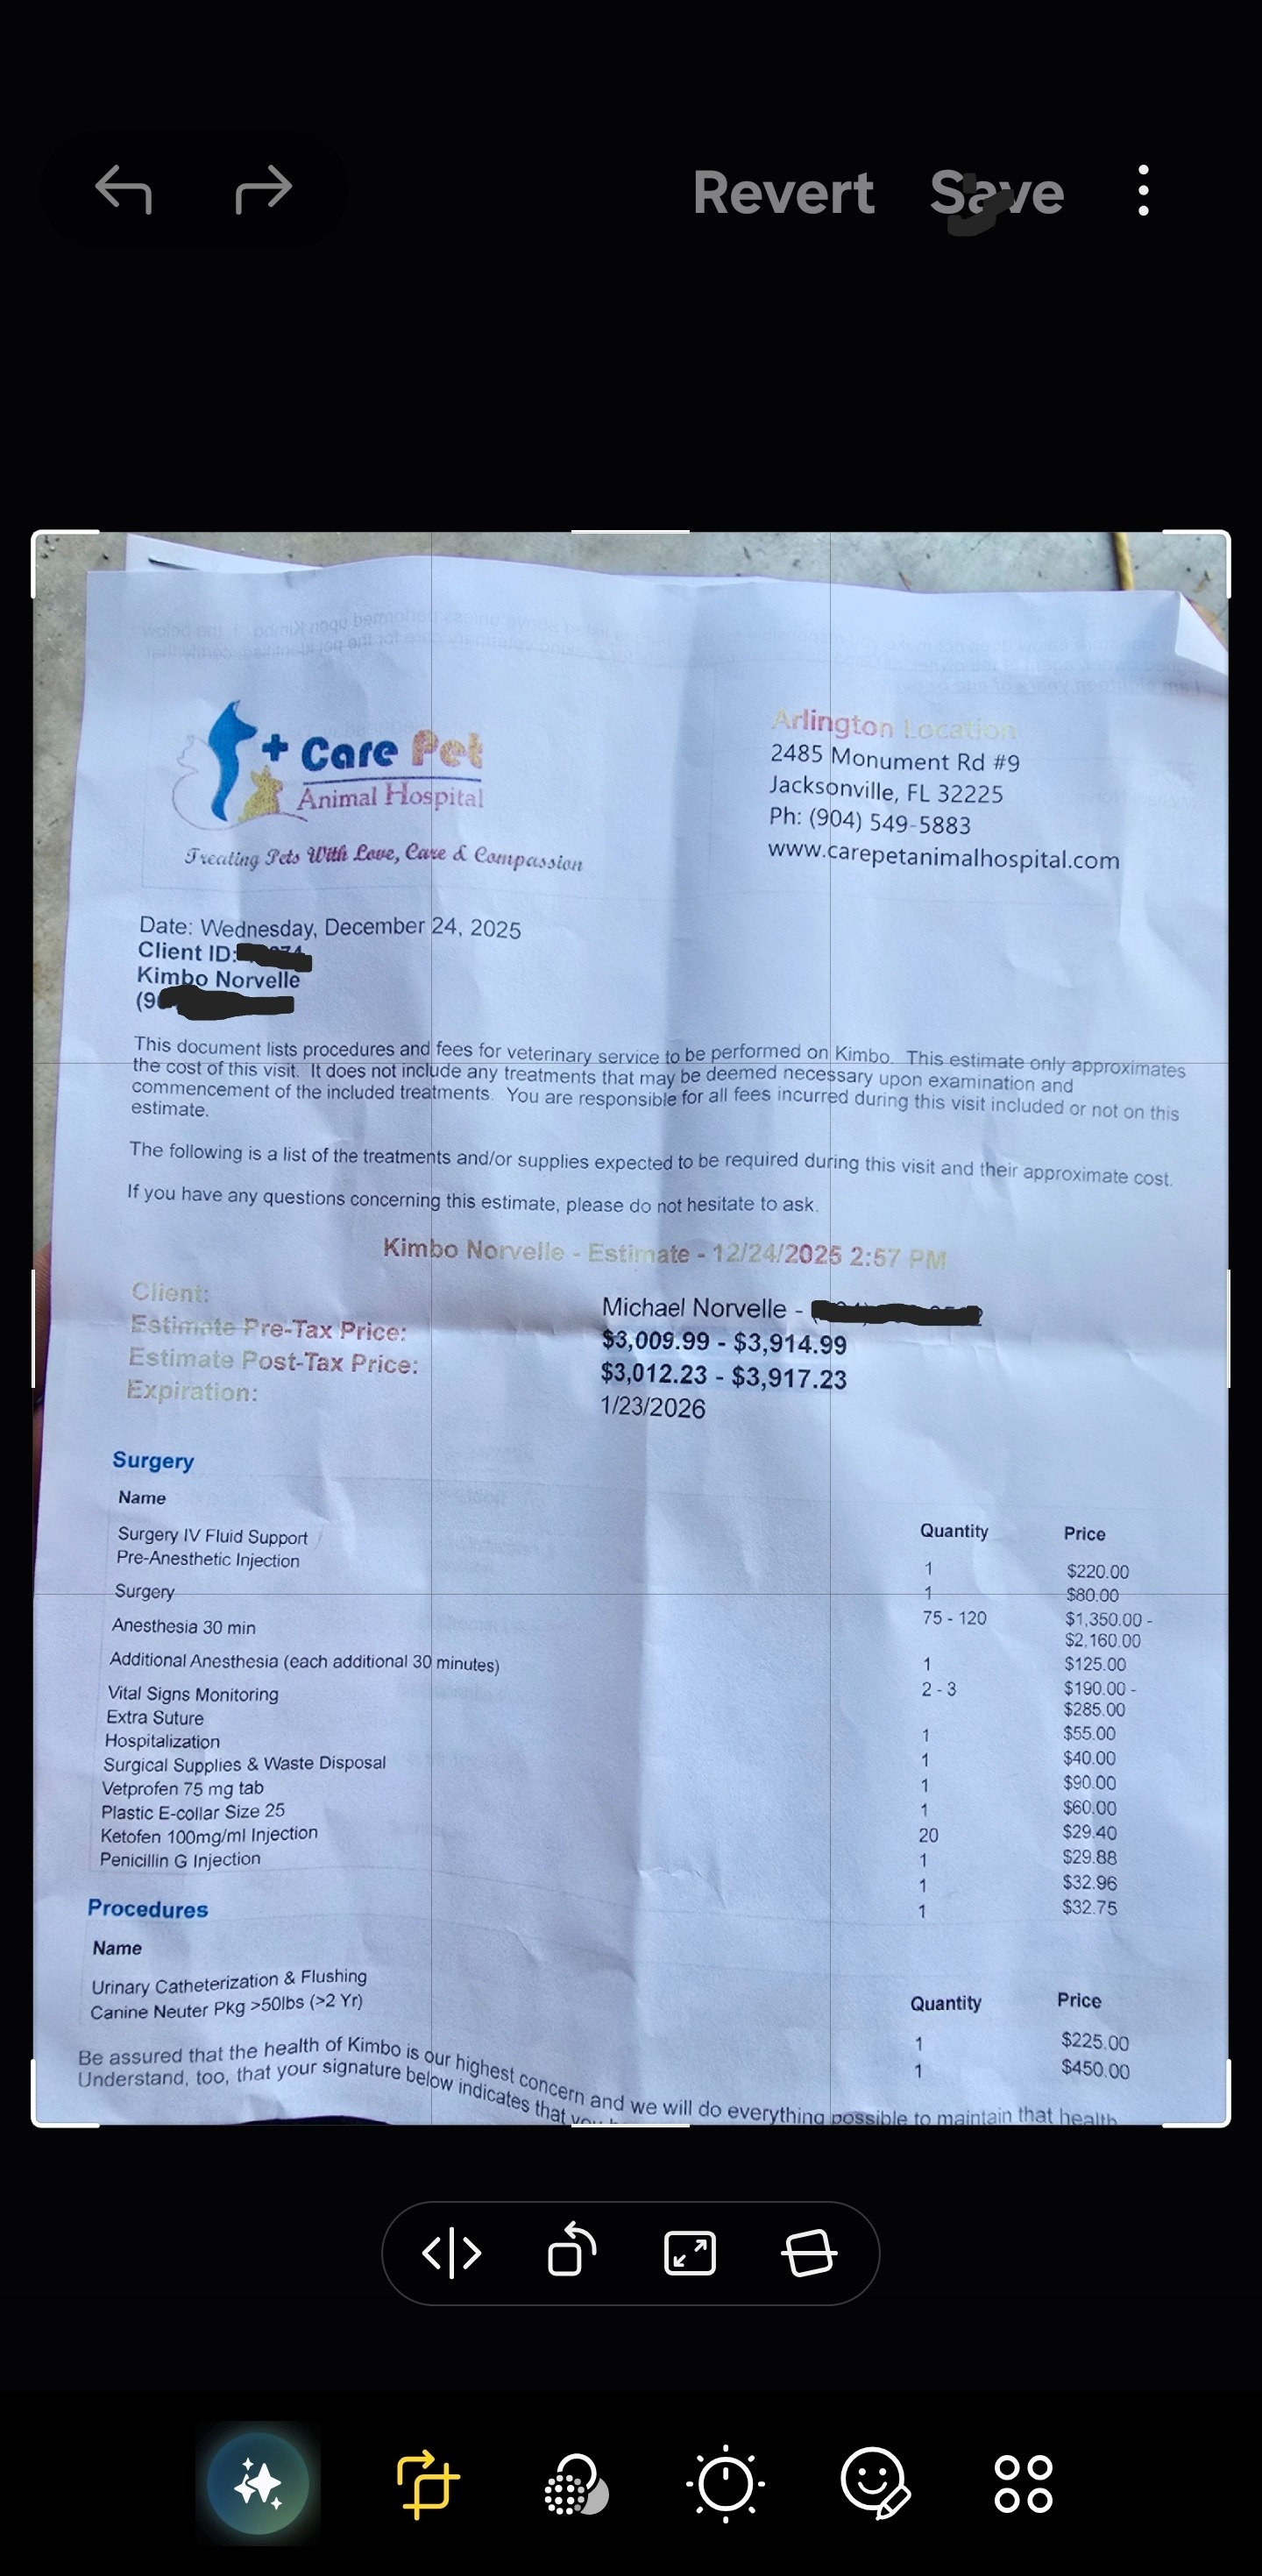 Revert Save
+ Care Pet
Animal Hospital
Treating Pets With Love, Care & Compassion
Arlington Location
2485 Monument Rd #9
Jacksonville, FL 32225
Ph: (904) 549-5883
www.carepetanimalhospital.com
Date: Wednesday, December 24, 2025
Client ID:
Kimbo Norvelle
(9
This document lists procedures and fees for veterinary service to be performed on Kimbo. This estimate only approximates
the cost of this visit. It does not include any treatments that may be deemed necessary upon examination and
commencement of the included treatments. You are responsible for all fees incurred during this visit included or not on this
estimate.
The following is a list of the treatments and/or supplies expected to be required during this visit and their approximate cost.
If you have any questions concerning this estimate, please do not hesitate to ask.
Kimbo Norvelle - Estimate - 12/24/2025 2:57 PM
Client: Michael Norvelle -
Estimate Pre-Tax Price: $3,009.99 - $3,914.99
Estimate Post-Tax Price: $3,012.23 - $3,917.23
Expiration: 1/23/2026
Surgery
Name Quantity Price
Surgery IV Fluid Support 1 $220.00
Pre-Anesthetic Injection 1 $80.00
Surgery 75 - 120 $1,350.00 -
$2,160.00
Anesthesia 30 min 1 $125.00
Additional Anesthesia (each additional 30 minutes) 2 - 3 $190.00 -
$285.00
Vital Signs Monitoring 1 $55.00
Extra Suture 1 $40.00
Hospitalization 1 $90.00
Surgical Supplies & Waste Disposal 1 $60.00
Vetprofen 75 mg tab 20 $29.40
Plastic E-collar Size 25 1 $29.88
Ketofen 100mg/ml Injection 1 $32.96
Penicillin G Injection 1 $32.75
Procedures
Name Quantity Price
Urinary Catheterization & Flushing 1 $225.00
Canine Neuter Pkg >50lbs (>2 Yr) 1 $450.00
Be assured that the health of Kimbo is our highest concern and we will do everything possible to maintain that health
Understand, too, that your signature below indicates that you